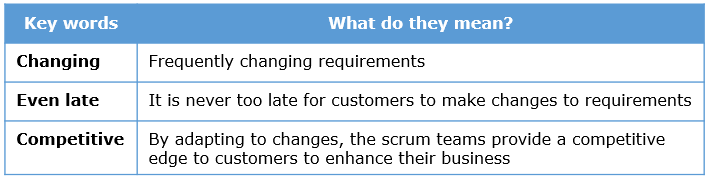 Key words What do they mean?
Changing Frequently changing requirements
Even late It is never too late for customers to make changes to requirements
Competitive By adapting to changes, the scrum teams provide a competitive
edge to customers to enhance their business